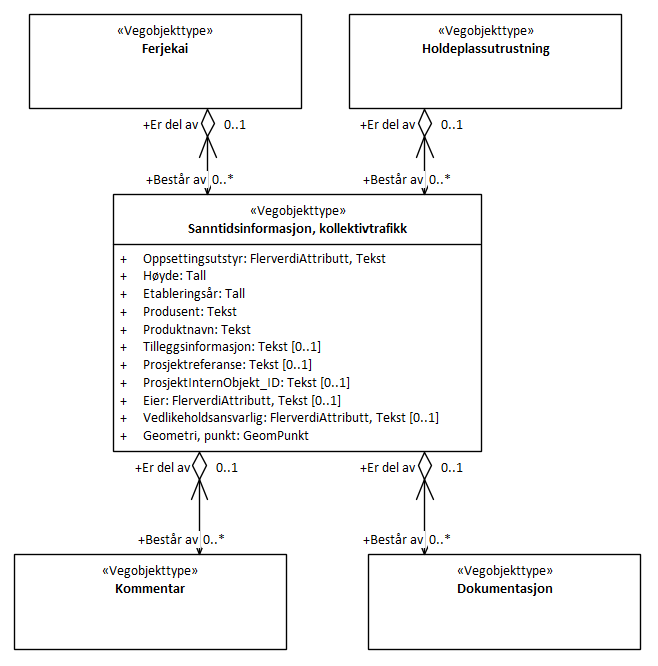 «Vegobjekttype»
Ferjekai
«Vegobjekttype»
Holdeplassutrustning
+Er del av 0..1
+Er del av 0..1
+Består av 0..*
+Består av 0..*
«Vegobjekttype»
Sanntidsinformasjon, kollektivtrafikk
+ Oppsettingsutstyr: FlerverdiAttributt, Tekst
+ Høyde: Tall
+ Etableringsår: Tall
+ Produsent: Tekst
+ Produktnavn: Tekst
+ Tilleggsinformasjon: Tekst [0..1]
+ Prosjektreferanse: Tekst [0..1]
+ ProsjektInternObjekt_ID: Tekst [0..1]
+ Eier: FlerverdiAttributt, Tekst [0..1]
+ Vedlikeholdsansvarlig: FlerverdiAttributt, Tekst [0..1]
+ Geometri, punkt: GeomPunkt
+Er del av 0..1
+Er del av 0..1
+Består av 0..*
+Består av 0..*
«Vegobjekttype»
Kommentar
«Vegobjekttype»
Dokumentasjon